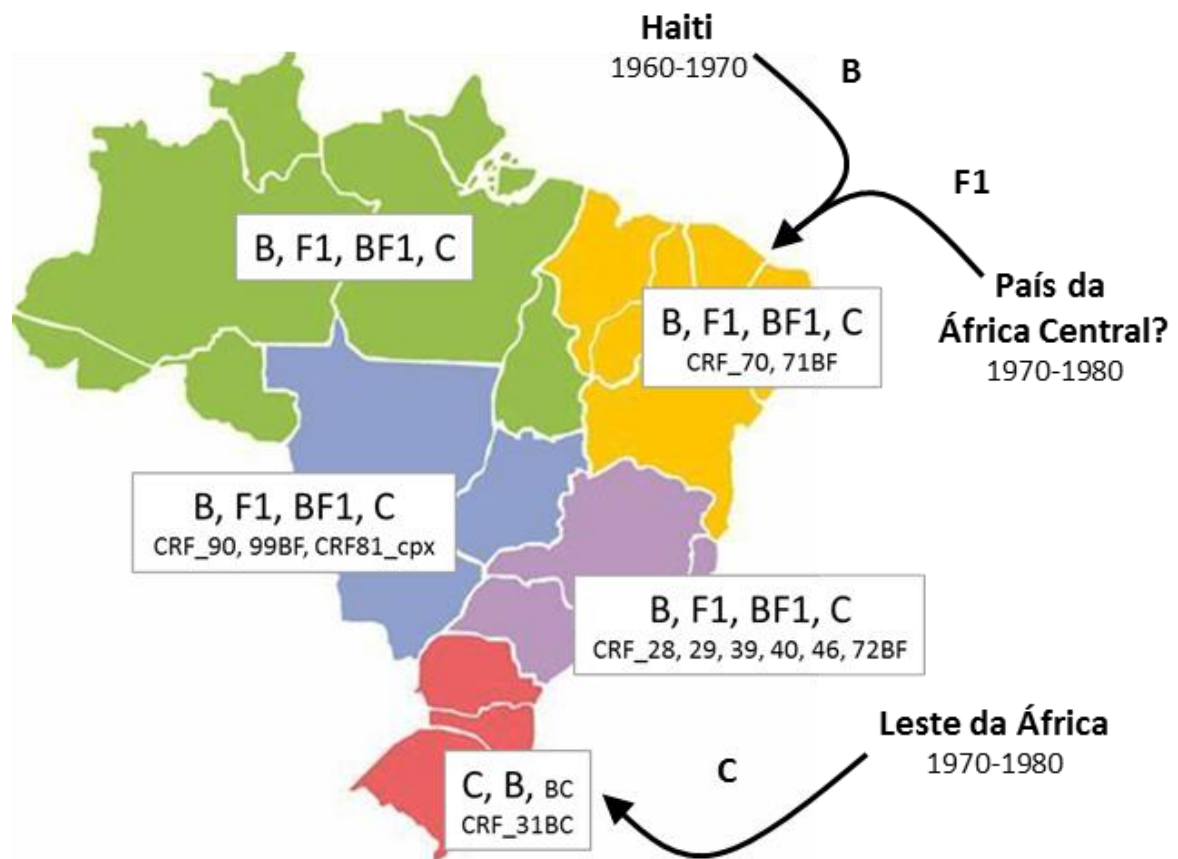 Haiti
1960-1970
B
F1
País da
África Central?
1970-1980
B, F1, BF1, C
B, F1, BF1, C
CRF_70, 71BF
B, F1, BF1, C
CRF_90, 99BF, CRF81_cpx
B, F1, BF1, C
CRF_28, 29, 39, 40, 46, 72BF
Leste da África
1970-1980
C
C, B, BC
CRF_31BC